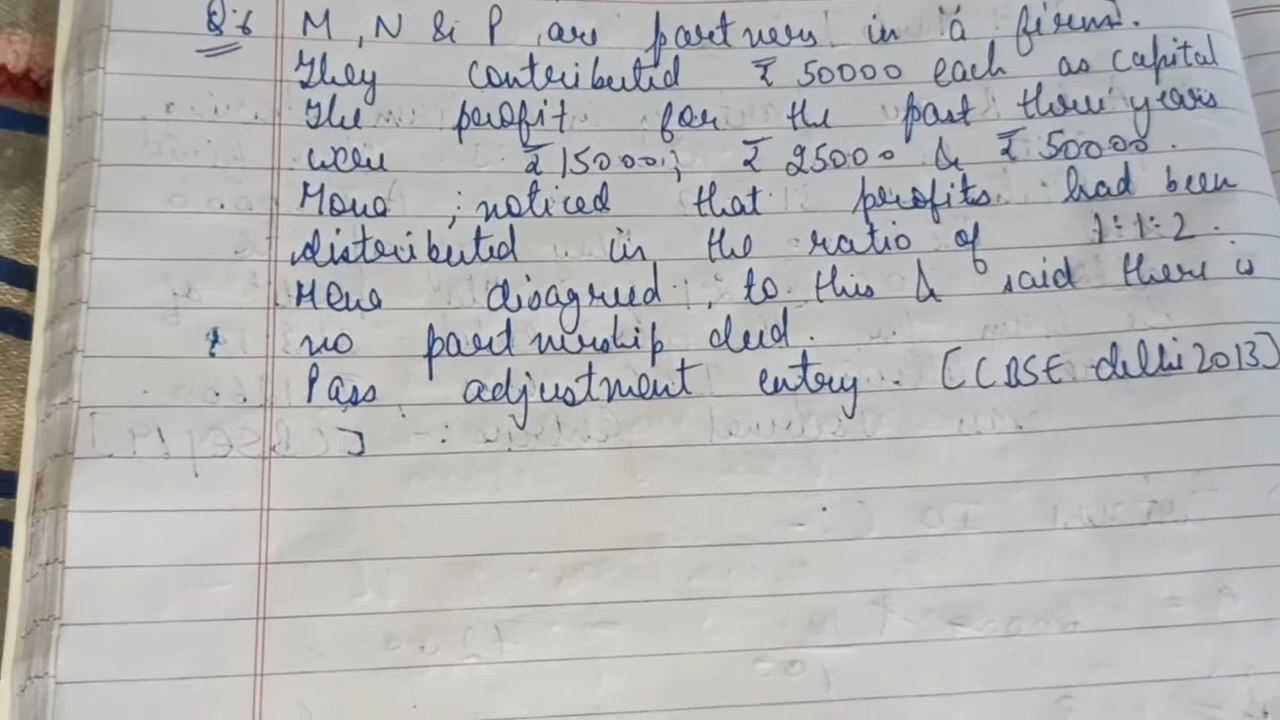 Q.6 M, N & P are partners in a firm.
They contributed ₹ 50000 each as capital
The profit for the past three years
were ₹ 15000; ₹ 25000 & ₹ 50000.
Mona ; noticed that profits had been
distributed in the ratio of 1:1:2.
Mona disagreed to this & said there is
no partnership deed.
Pass adjustment entry. [CBSE delhi 2013]